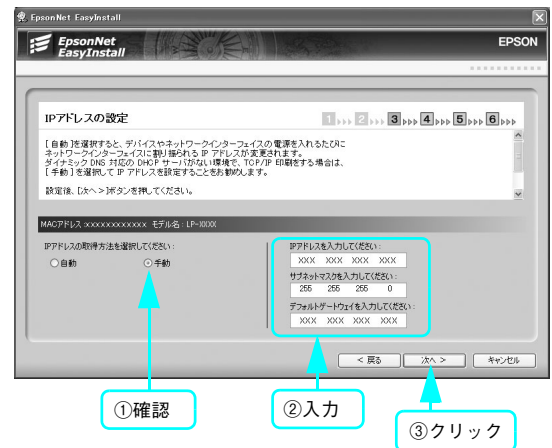 EpsonNet EasyInstall
EpsonNet
EasyInstall
EPSON
IPアドレスの設定
1 2 3 4 5 6
[ 自動 ]を選択すると、デバイスやネットワークインターフェイスの電源を入れるたびに
ネットワークインターフェイスに割り振られる IP アドレスが変更されます。
ダイナミック DNS 対応の DHCP サーバがない環境で、TCP/IP 印刷をする場合は、
[ 手動 ]を選択して IP アドレスを設定することをお勧めします。
設定後、[次へ >]ボタンを押してください。
MACアドレス :xxxxxxxxxxxx モデル名 : LP-XXXX
IPアドレスの取得方法を選択してください :
自動 手動
IPアドレスを入力してください :
XXX XXX XXX XXX
サブネットマスクを入力してください :
255 255 255 0
デフォルトゲートウェイを入力してください :
XXX XXX XXX XXX
< 戻る 次へ > キャンセル
①確認
②入力
③クリック